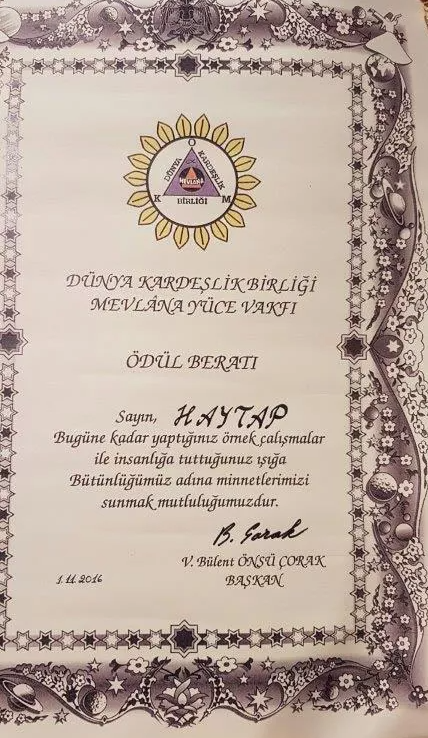 O
DÜNYA KARDEŞLİK
MEVLANA
K BİRLİĞİ M
DÜNYA KARDEŞLİK BİRLİĞİ
MEVLÂNA YÜCE VAKFI
ÖDÜL BERATI
Sayın, HAYTAP
Bugüne kadar yaptığınız örnek çalışmalar
ile insanlığa tuttuğunuz ışığa
Bütünlüğümüz adına minnetlerimizi
sunmak mutluluğumuzdur.
B. Çorak
V. Bülent ÖNSÜ ÇORAK
1.11.2016 BAŞKAN